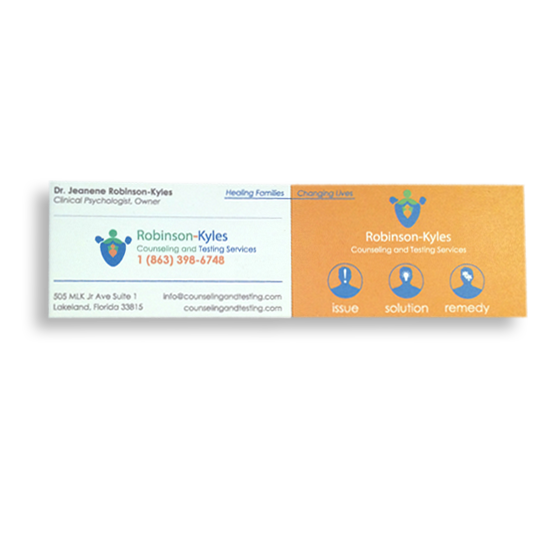 Dr. Jeanene Robinson-Kyles
Clinical Psychologist, Owner
Healing Families
Changing Lives
Robinson-Kyles
Counseling and Testing Services
1 (863) 398-6748
505 MLK Jr Ave Suite 1
Lakeland, Florida 33815
info@counselingandtesting.com
counselingandtesting.com
Robinson-Kyles
Counseling and Testing Services
issue
solution
remedy